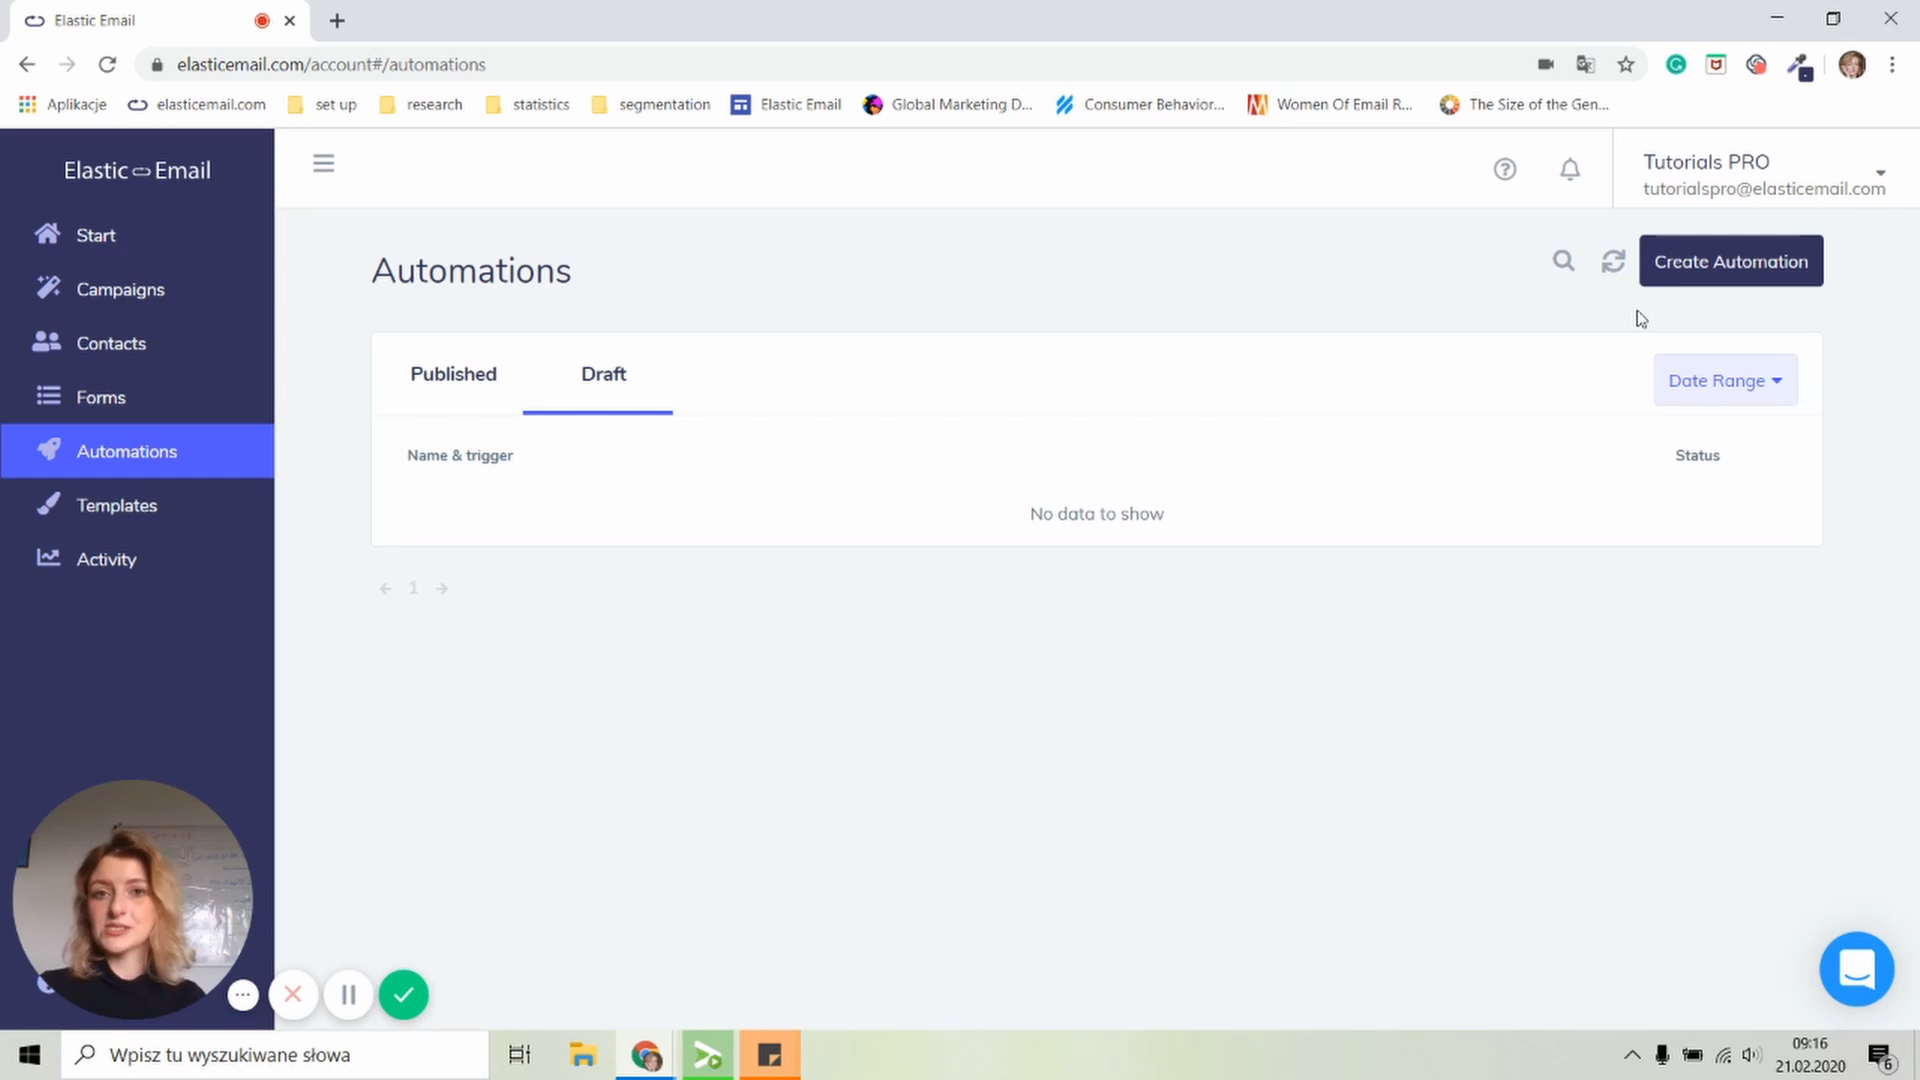 Elastic Email
elasticemail.com/account#/automations
Aplikacje
elasticemail.com
set up
research
statistics
segmentation
Elastic Email
Global Marketing D...
Consumer Behavior...
Women Of Email R...
The Size of the Gen...
Elastic Email
Tutorials PRO
tutorialspro@elasticemail.com
Start
Campaigns
Contacts
Forms
Automations
Templates
Activity
Automations
Create Automation
Published
Draft
Date Range
Name & trigger
Status
No data to show
1
Wpisz tu wyszukiwane słowa
09:16
21.02.2020
6